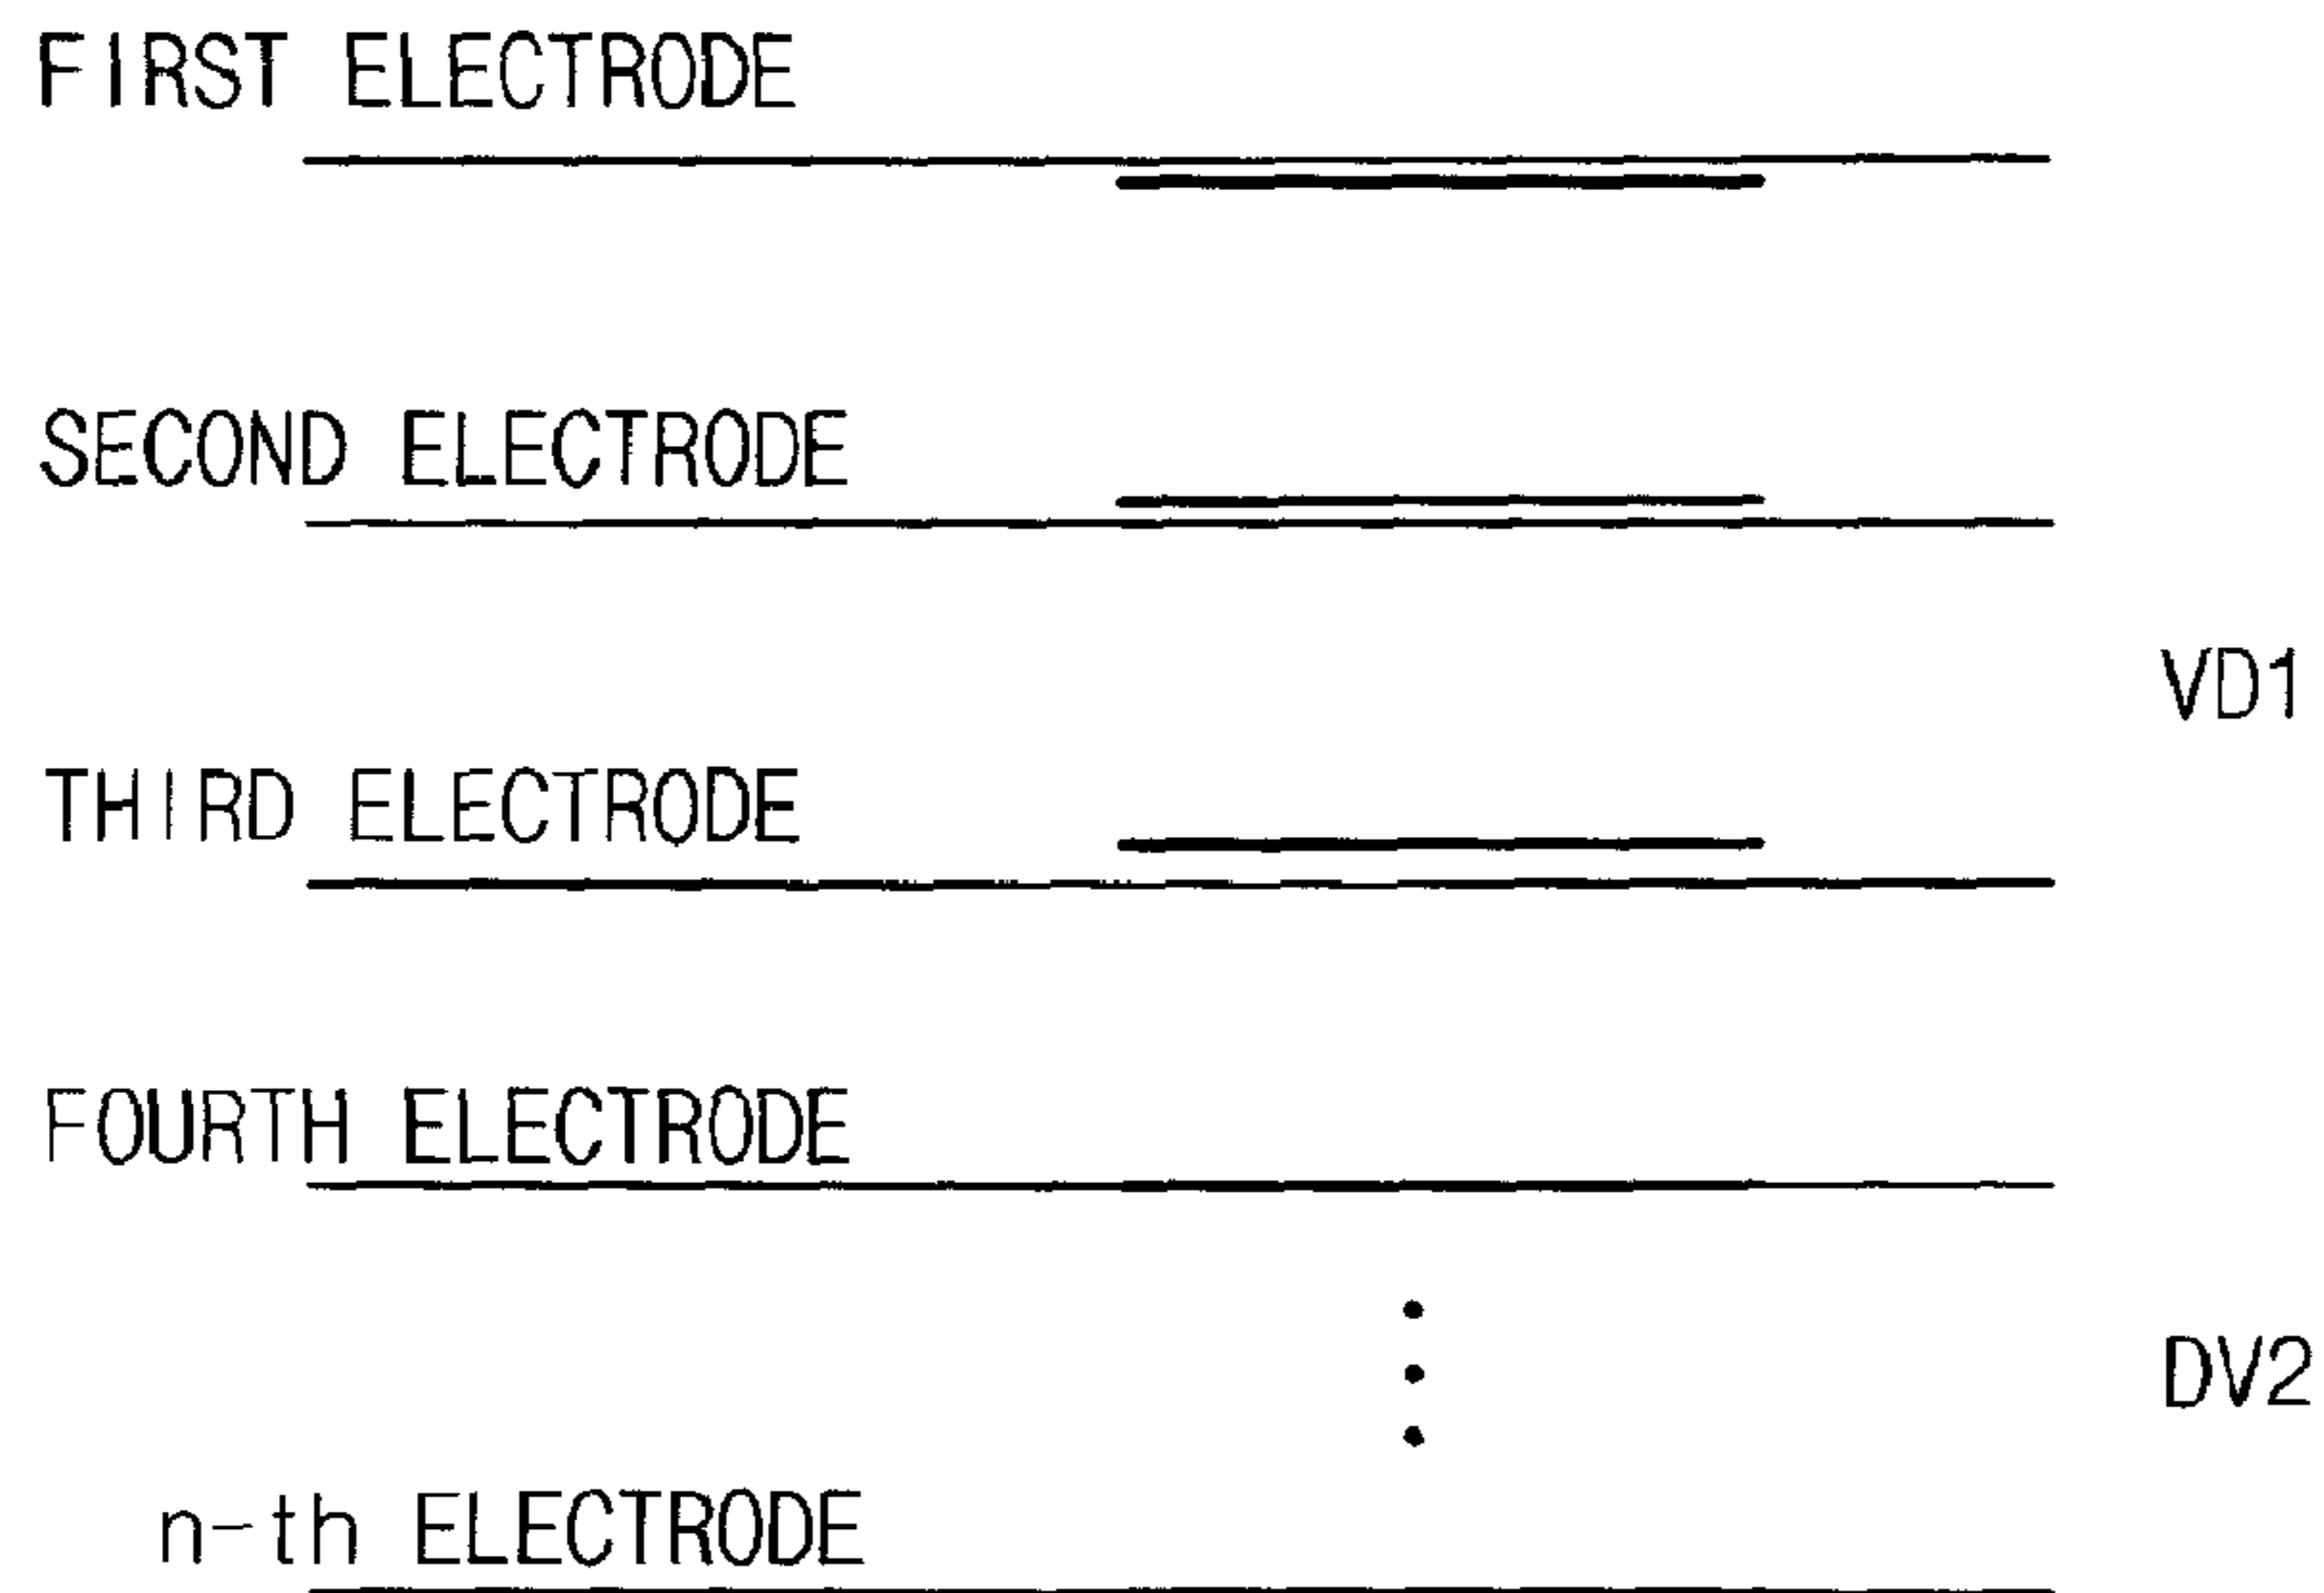 FIRST ELECTRODE
SECOND ELECTRODE
VD1
THIRD ELECTRODE
FOURTH ELECTRODE
DV2
n-th ELECTRODE